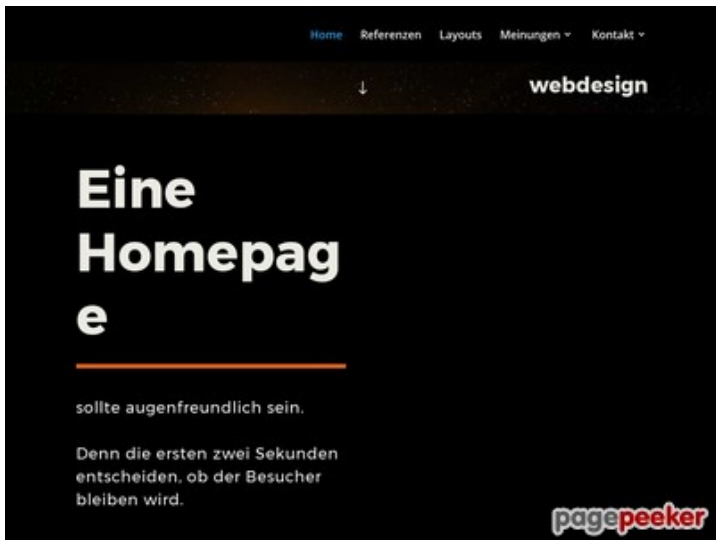 Home Referenzen Layouts Meinungen Kontakt
webdesign
Eine
Homepag
e
sollte augenfreundlich sein.
Denn die ersten zwei Sekunden
entscheiden, ob der Besucher
bleiben wird.
pagepeeker